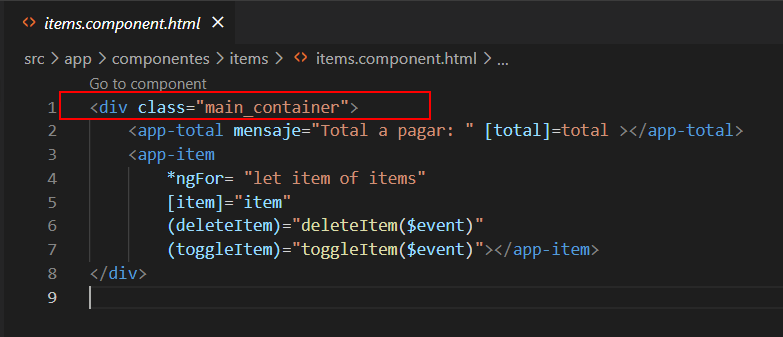 <> items.component.html ×
src > app > componentes > items > <> items.component.html > ...
Go to component
1 <div class="main_container">
2 <app-total mensaje="Total a pagar: " [total]=total ></app-total>
3 <app-item
4 *ngFor= "let item of items"
5 [item]="item"
6 (deleteItem)="deleteItem($event)"
7 (toggleItem)="toggleItem($event)"></app-item>
8 </div>
9